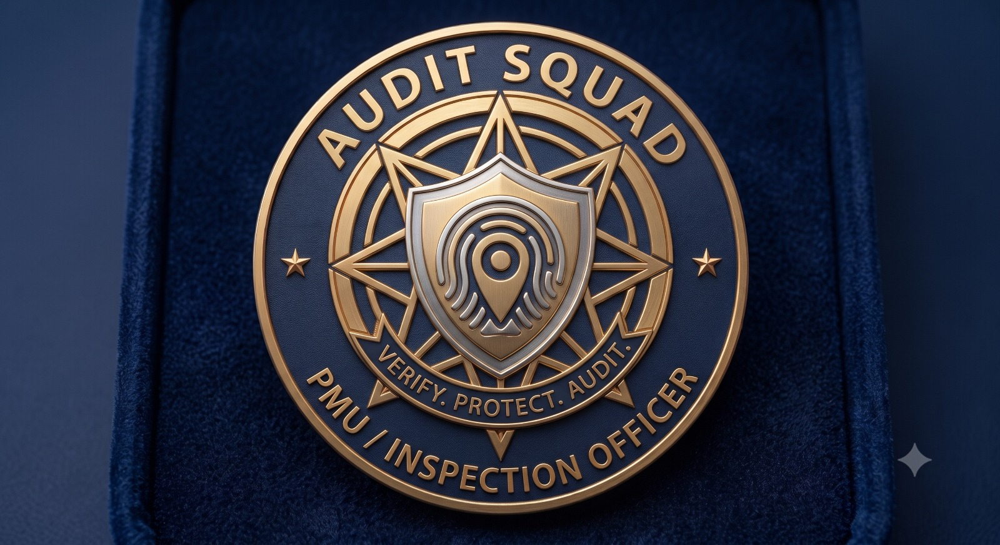 AUDIT SQUAD
VERIFY. PROTECT. AUDIT.
PMU / INSPECTION OFFICER